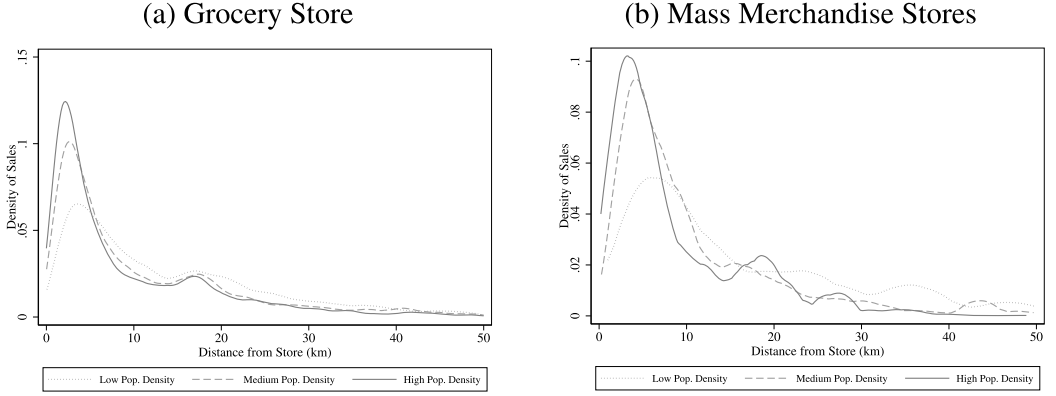 (a) Grocery Store
.15
.1
.05
0
Density of Sales
0 10 20 30 40 50
Distance from Store (km)
Low Pop. Density Medium Pop. Density High Pop. Density
(b) Mass Merchandise Stores
.1
.08
.06
.04
.02
0
Density of Sales
0 10 20 30 40 50
Distance from Store (km)
Low Pop. Density Medium Pop. Density High Pop. Density